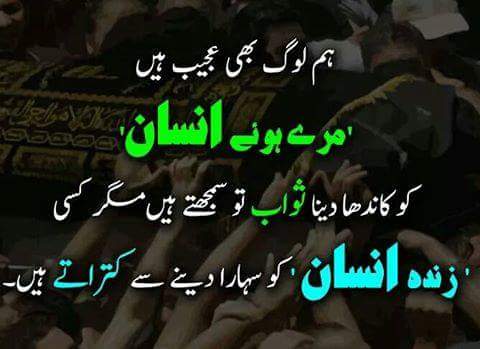 ہم لوگ بھی عجیب ہیں
'مرے ہوئے انسان'
کو کاندھا دینا ثواب تو سمجھتے ہیں مگر کسی
'زندہ انسان' کو سہارا دینے سے کتراتے ہیں۔